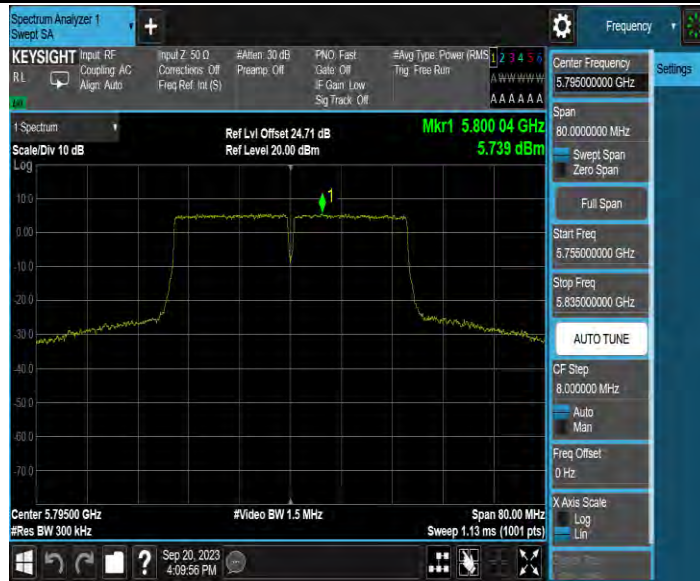 Spectrum Analyzer 1
Swept SA
+
Frequency
KEYSIGHT
RL
Input: RF
Coupling: AC
Align: Auto
Input Z: 50 Ω
Corrections: Off
Freq Ref: Int (S)
#Atten: 30 dB
Preamp: Off
PNO: Fast
Gate: Off
IF Gain: Low
Sig Track: Off
#Avg Type: Power (RMS
Trig: Free Run
1 2 3 4 5 6
A W W W W W
A A A A A A
1 Spectrum
Scale/Div 10 dB
Log
Ref Lvl Offset 24.71 dB
Ref Level 20.00 dBm
Mkr1 5.800 04 GHz
5.739 dBm
1
10.0
0.00
-10.0
-20.0
-30.0
-40.0
-50.0
-60.0
-70.0
Center 5.79500 GHz
#Res BW 300 kHz
#Video BW 1.5 MHz
Span 80.00 MHz
Sweep 1.13 ms (1001 pts)
?
Sep 20, 2023
4:09:56 PM
Center Frequency
5.795000000 GHz
Settings
Span
80.0000000 MHz
Swept Span
Zero Span
Full Span
Start Freq
5.755000000 GHz
Stop Freq
5.835000000 GHz
AUTO TUNE
CF Step
8.000000 MHz
Auto
Man
Freq Offset
0 Hz
X Axis Scale
Log
Lin